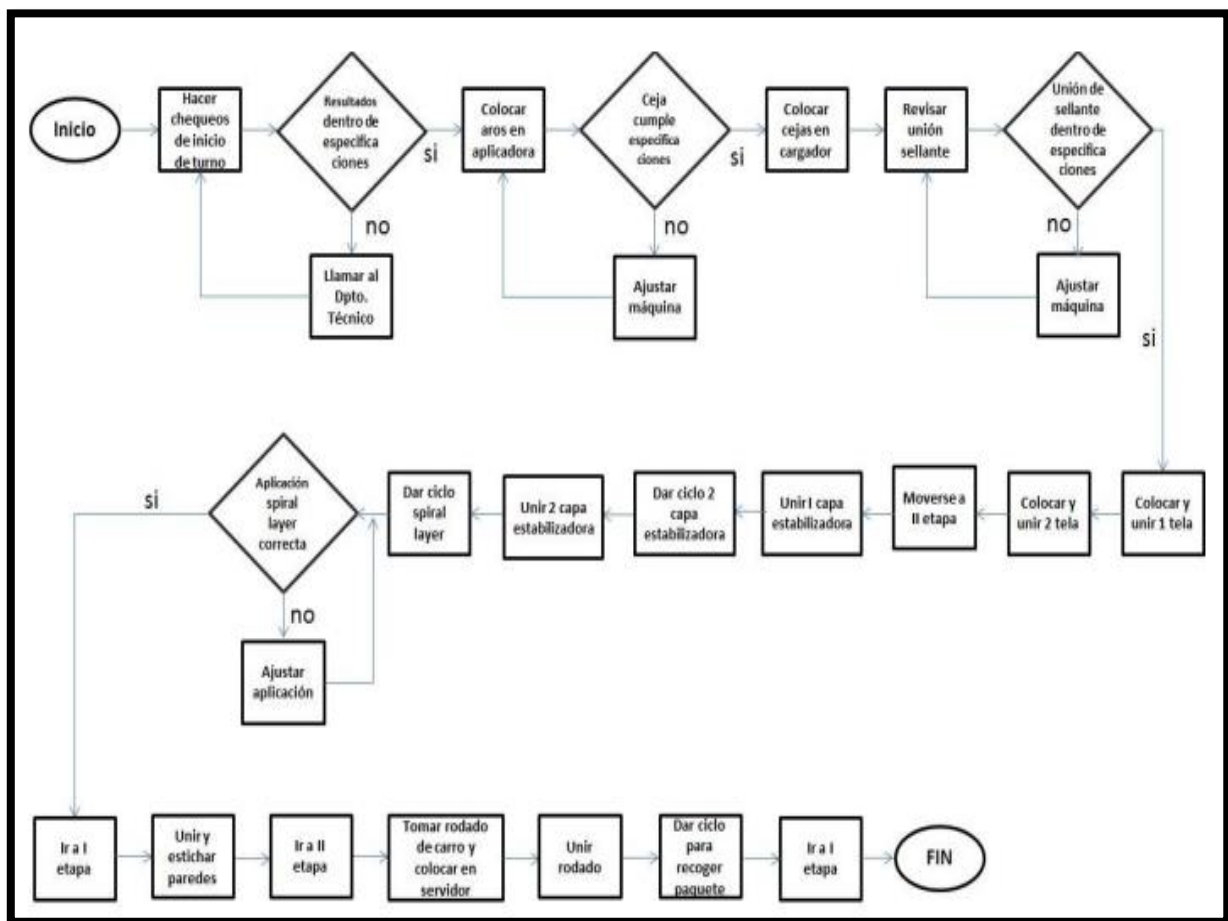 Inicio
Hacer
chequeos
de inicio
de turno
Resultados
dentro de
especifica
ciones
si
no
Llamar al
Dpto.
Técnico
Colocar
aros en
aplicadora
Ceja
cumple
especifica
ciones
si
no
Ajustar
máquina
Colocar
cejas en
cargador
Revisar
unión
sellante
Unión de
sellante
dentro de
especifica
ciones
no
Ajustar
máquina
si
Colocar y
unir 1 tela
Colocar y
unir 2 tela
Moverse a
II etapa
Unir I capa
estabilizadora
Dar ciclo 2
capa
estabilizadora
Unir 2 capa
estabilizadora
Dar ciclo
spiral
layer
Aplicación
spiral
layer
correcta
si
no
Ajustar
aplicación
Ir a I
etapa
Unir y
estichar
paredes
Ir a II
etapa
Tomar rodado
de carro y
colocar en
servidor
Unir
rodado
Dar ciclo
para
recoger
paquete
Ir a I
etapa
FIN